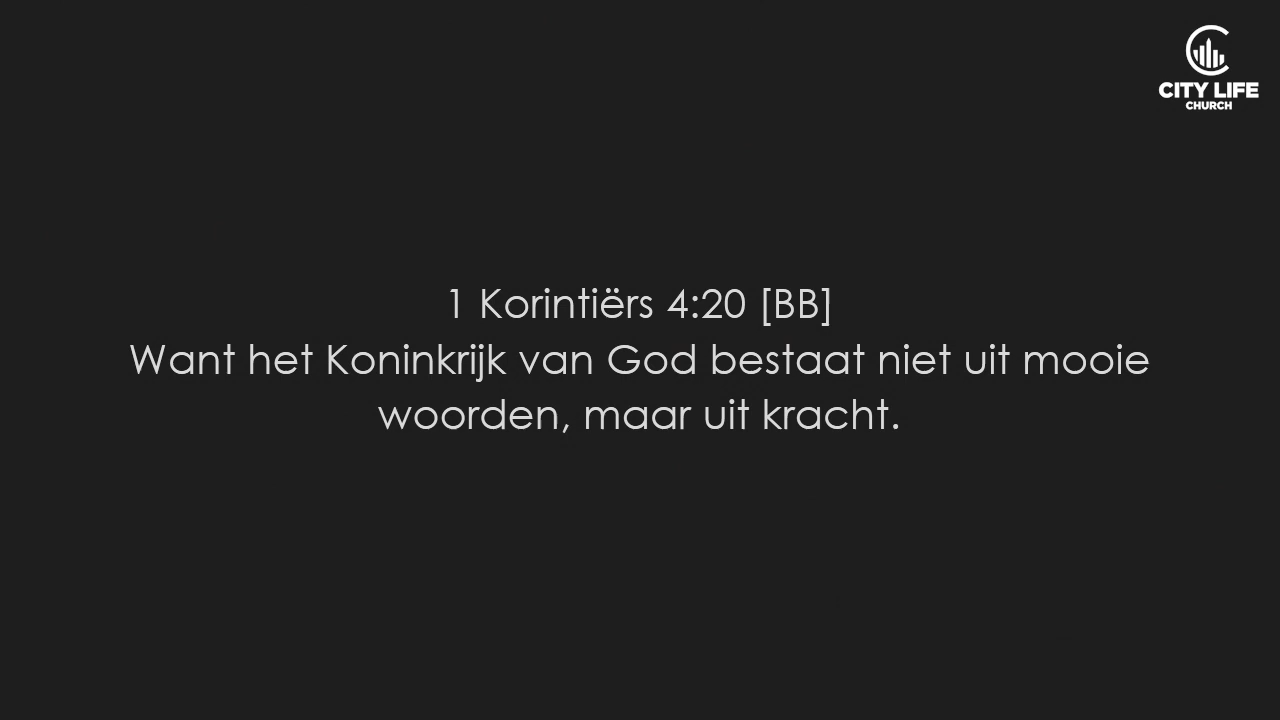 CITY LIFE
CHURCH
1 Korintiërs 4:20 [BB]
Want het Koninkrijk van God bestaat niet uit mooie
woorden, maar uit kracht.